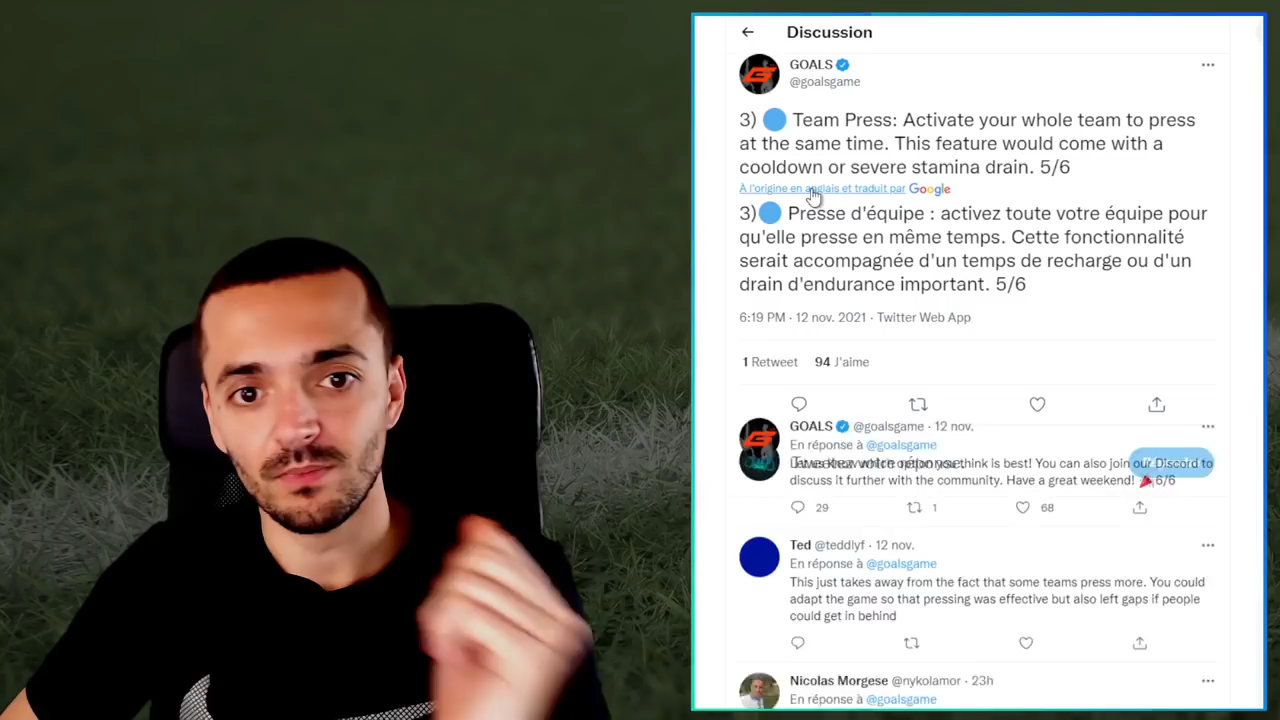 Discussion
GOALS
@goalsgame
3) 🔵 Team Press: Activate your whole team to press
at the same time. This feature would come with a
cooldown or severe stamina drain. 5/6
À l'origine en anglais et traduit par Google
3)🔵 Presse d'équipe : activez toute votre équipe pour
qu'elle presse en même temps. Cette fonctionnalité
serait accompagnée d'un temps de recharge ou d'un
drain d'endurance important. 5/6
6:19 PM · 12 nov. 2021 · Twitter Web App
1 Retweet 94 J'aime
GOALS @goalsgame · 12 nov.
En réponse à @goalsgame
think is best! You can also join our Discord to
discuss it further with the community. Have a great weekend! 🎉 6/6
29 1 68
Ted @teddlyf · 12 nov.
En réponse à @goalsgame
This just takes away from the fact that some teams press more. You could
adapt the game so that pressing was effective but also left gaps if people
could get in behind
Nicolas Morgese @nykolamor · 23h
En réponse à @goalsgame